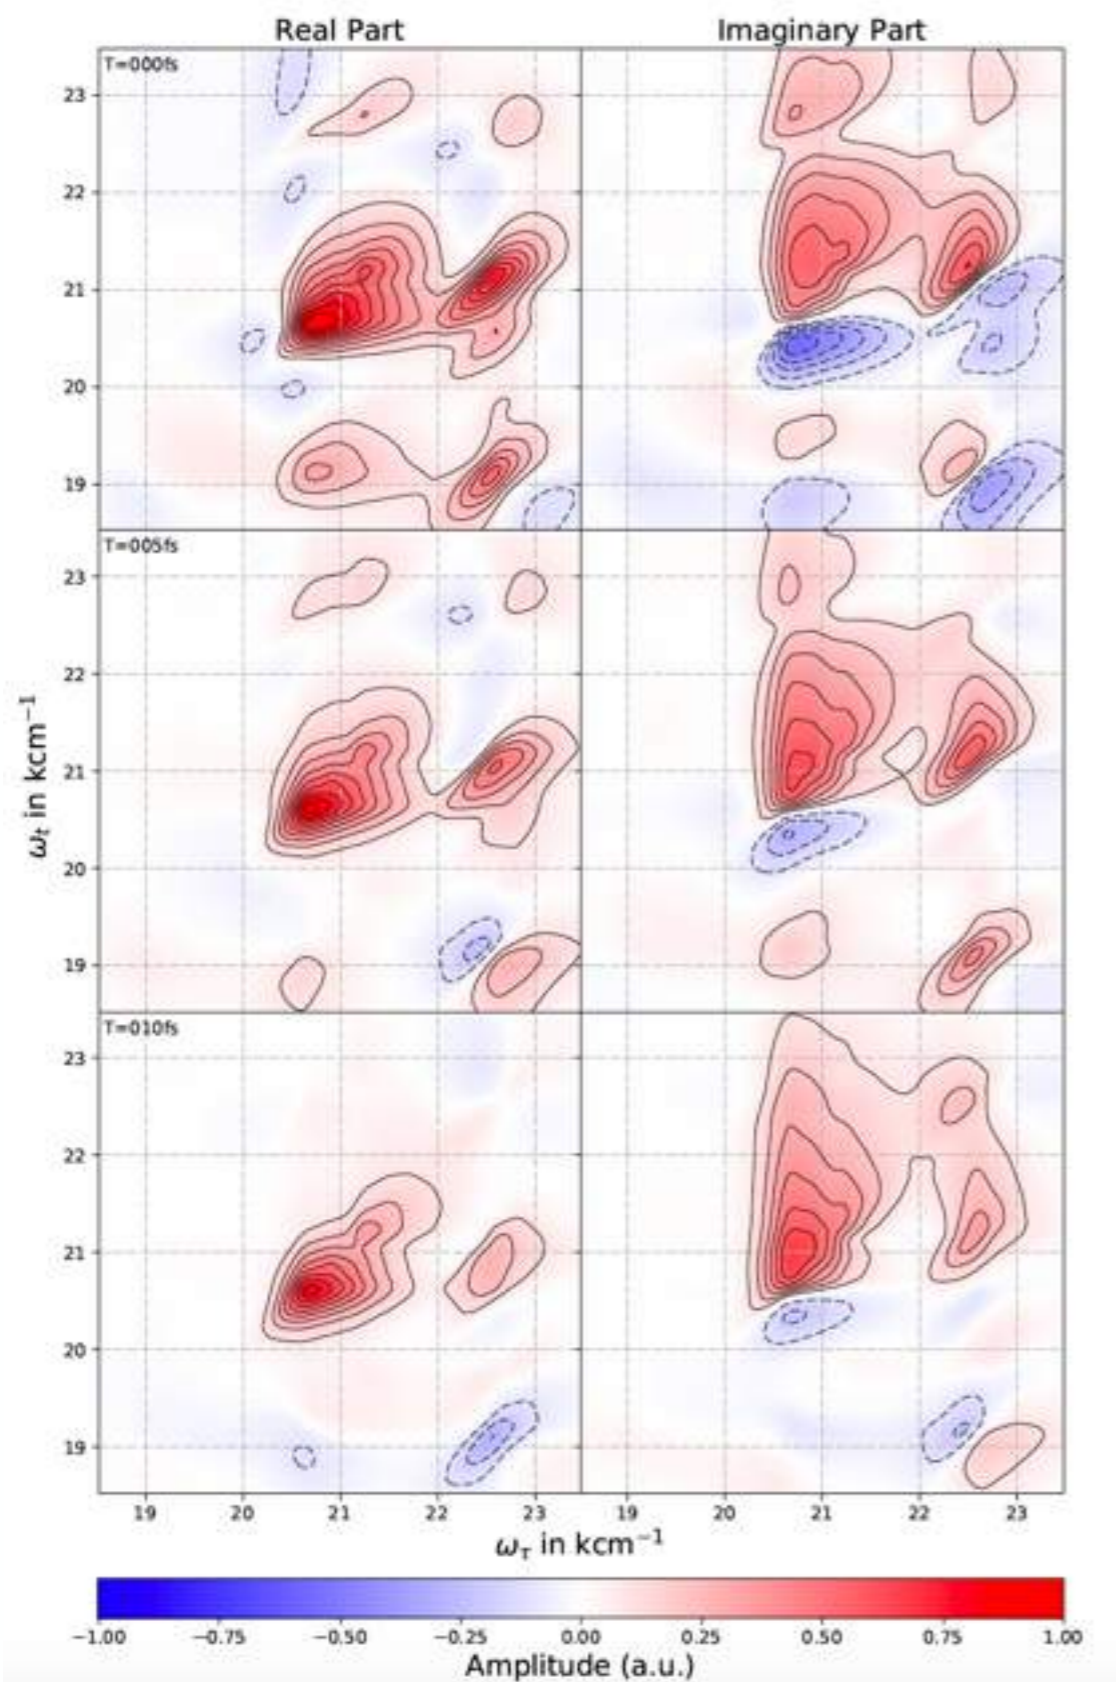 Real Part Imaginary Part
T=000fs
23
22
21
20
19
T=005fs
23
22
21
20
19
T=010fs
23
22
21
20
19
ωt in kcm−1
19 20 21 22 23 19 20 21 22 23
ωτ in kcm−1
−1.00 −0.75 −0.50 −0.25 0.00 0.25 0.50 0.75 1.00
Amplitude (a.u.)